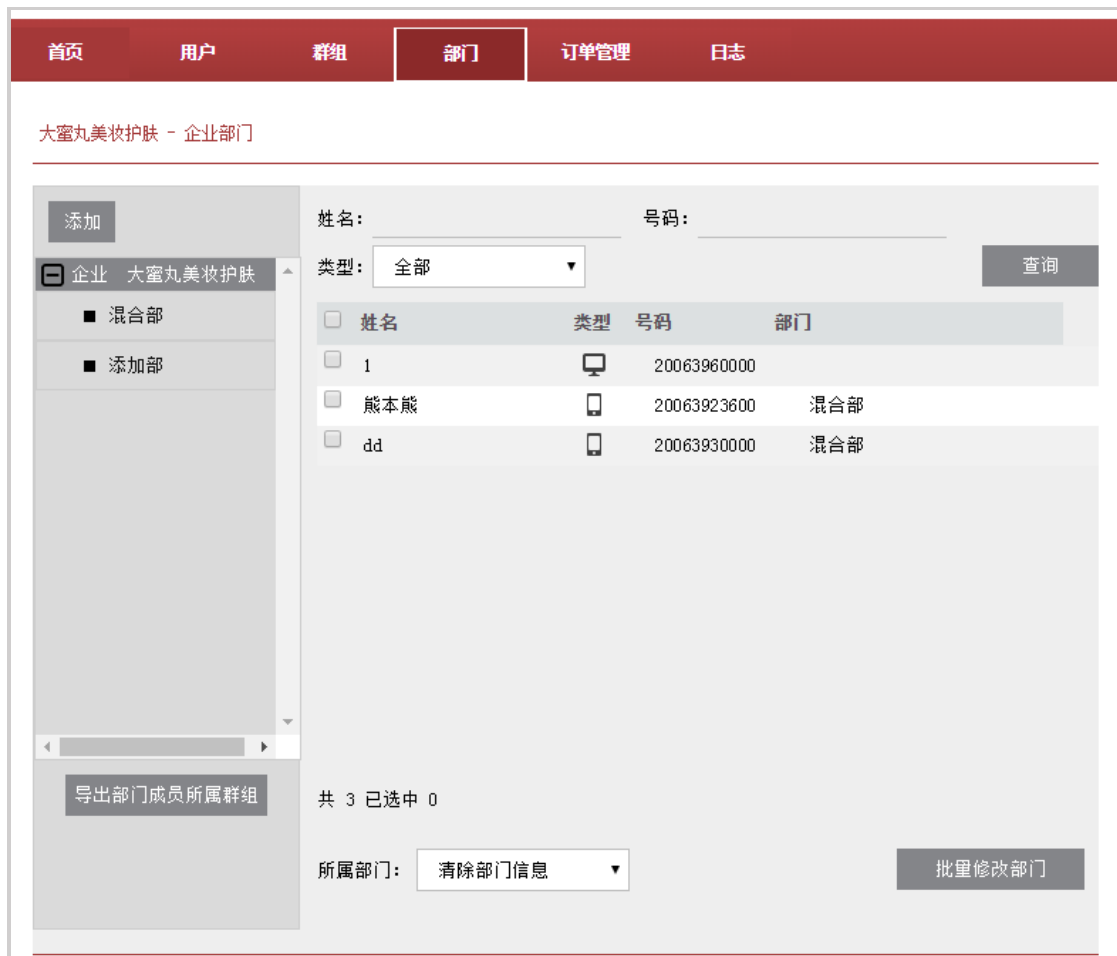 首页 用户 群组 部门 订单管理 日志
大蜜丸美妆护肤 - 企业部门
添加
企业 大蜜丸美妆护肤
混合部
添加部
导出部门成员所属群组
姓名: 号码:
类型: 全部 查询
姓名 类型 号码 部门
1 20063960000
熊本熊 20063923600 混合部
dd 20063930000 混合部
共 3 已选中 0
所属部门: 清除部门信息 批量修改部门